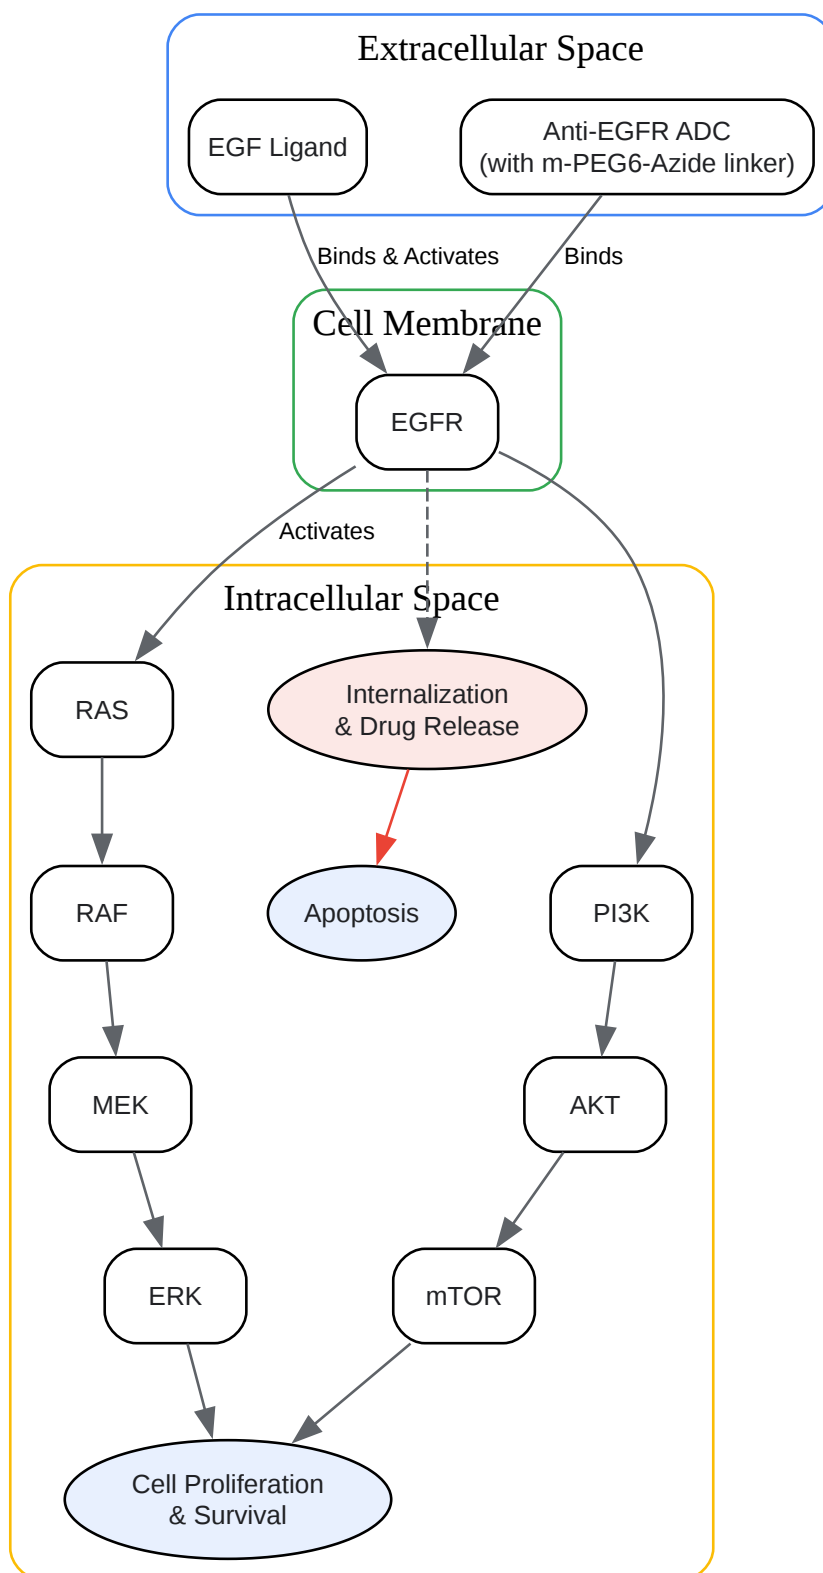 Extracellular Space
EGF Ligand
Anti-EGFR ADC
(with m-PEG6-Azide linker)
Binds & Activates
Binds
Cell Membrane
EGFR
Activates
Intracellular Space
RAS
Internalization
& Drug Release
RAF
Apoptosis
PI3K
MEK
AKT
ERK
mTOR
Cell Proliferation
& Survival